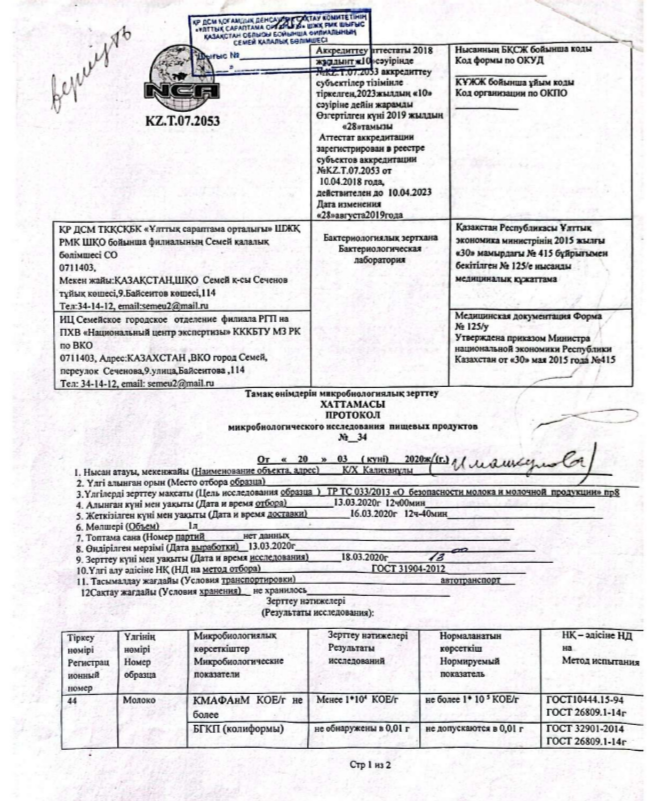 ҚР ДСМ ҚОҒАМДЫҚ ДЕНСАУЛЫҚ САҚТАУ КОМИТЕТІНІҢ
«ҰЛТТЫҚ САРАПТАМА ОРТАЛЫҒЫ» ШЖҚ РМК ШЫҒЫС
ҚАЗАҚСТАН ОБЛЫСЫ БОЙЫНША ФИЛИАЛЫНЫҢ
СЕМЕЙ ҚАЛАЛЫҚ БӨЛІМШЕСІ
Шығыс №
NCA
KZ.T.07.2053
Аккредиттеу аттестаты 2018
жылдың «10» сәуірінде
№KZ.T.07.2053 аккредиттеу
субъектілер тізімінде
тіркелген,2023жылдың «10»
сәуіріне дейін жарамды
Өзгертілген күні 2019 жылдың
«28»тамызы
Аттестат аккредитации
зарегистрирован в реестре
субъектов аккредитации
№KZ.T.07.2053 от
10.04.2018 года,
действителен до 10.04.2023
Дата изменения
«28»августа2019года
Нысанның БҚСЖ бойынша коды
Код формы по ОКУД
КУЖЖ бойынша ұйым коды
Код организации по ОКПО
ҚР ДСМ ТКҚСҚБК «Ұлттық сараптама орталығы» ШЖҚ
РМК ШҚО бойынша филиалының Семей қалалық
бөлімшесі СО
0711403,
Мекен жайы:ҚАЗАҚСТАН,ШҚО Семей қ-сы Сеченов
тұйық көшесі,9.Байсеитов көшесі,114
Тел:34-14-12, email:semeu2@mail.ru
ИЦ Семейское городское отделение филиала РГП на
ПХВ «Национальный центр экспертизы» КККБТУ МЗ РК
по ВКО
0711403, Адрес:КАЗАХСТАН ,ВКО город Семей,
переулок Сеченова,9.улица,Байсеитова ,114
Тел: 34-14-12, email: semeu2@mail.ru
Бактериологиялық зертхана
Бактериологическая
лаборатория
Қазақстан Республикасы Ұлттық
экономика министрінің 2015 жылғы
«30» мамырдағы № 415 бұйрығымен
бекітілген № 125/е нысанды
медициналық құжаттама
Медицинская документация Форма
№ 125/у
Утверждена приказом Министра
национальной экономики Республики
Казахстан от «30» мая 2015 года №415
Тамақ өнімдерін микробиологиялық зерттеу
ХАТТАМАСЫ
ПРОТОКОЛ
микробиологического исследования пищевых продуктов
№__34
От « 20 » 03 ( күні) 2020ж/(г.)
1. Нысан атауы, мекенжайы (Наименование объекта, адрес) К/Х Калиханулы
2. Үлгі алынған орын (Место отбора образца)
3.Үлгілерді зерттеу мақсаты (Цель исследования образца ) ТР ТС 033/2013 «О безопасности молока и молочной продукции» пр8
4. Алынған күні мен уақыты (Дата и время отбора) 13.03.2020г 12ч00мин
5. Жеткізілген күні мен уақыты (Дата и время доставки) 16.03.2020г 12ч-40мин
6. Мөлшері (Объем) 1л
7. Топтама сана (Номер партий нет данных
8. Өндірілген мерзімі (Дата выработки) 13.03.2020г
9. Зерттеу күні мен уақыты (Дата и время исследования) 18.03.2020г 13 00
10.Үлгі алу әдісіне НҚ (НД на метод отбора) ГОСТ 31904-2012
11. Тасымалдау жағдайы (Условия транспортировки) автотранспорт
12Сақтау жағдайы (Условия хранения) не хранилось
Зерттеу нәтижелері
(Результаты исследования):
Тіркеу
нөмірі
Регистрац
ионный
номер
Үлгінің
нөмірі
Номер
образца
Микробиологиялық
көрсеткіштер
Микробиологические
показатели
Зерттеу нәтижелері
Результаты
исследований
Нормаланатын
көрсеткіш
Нормируемый
показатель
НҚ – әдісіне НД
на
Метод испытания
44
Молоко
КМАФАнМ КОЕ/г не
более
Менее 1*10⁴ КОЕ/г
не более 1* 10 ⁵ КОЕ/г
ГОСТ10444.15-94
ГОСТ 26809.1-14г
БГКП (колиформы)
не обнаружены в 0,01 г
не допускаются в 0,01 г
ГОСТ 32901-2014
ГОСТ 26809.1-14г
Стр 1 из 2